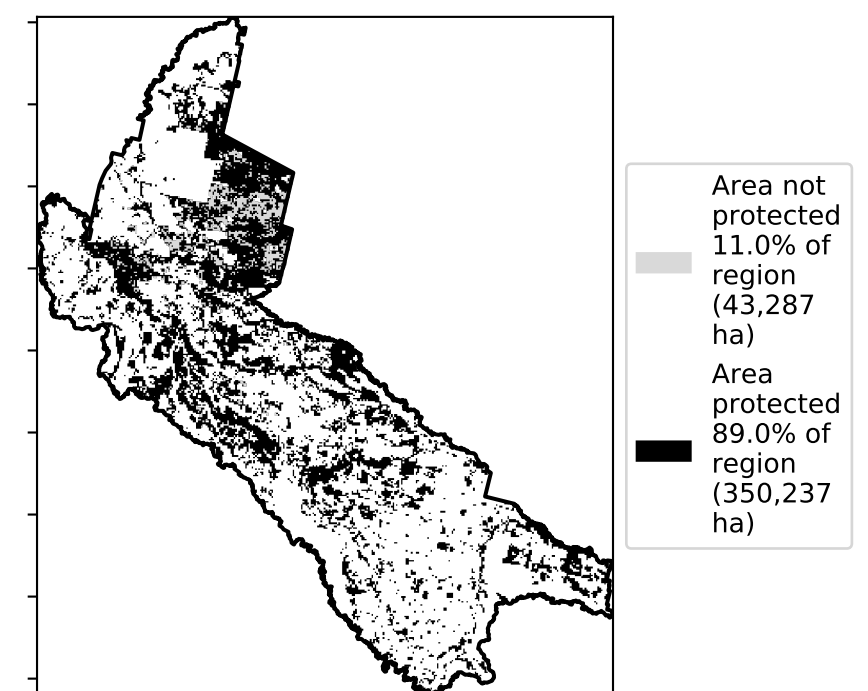 Area not
protected
11.0% of
region
(43,287
ha)
Area
protected
89.0% of
region
(350,237
ha)